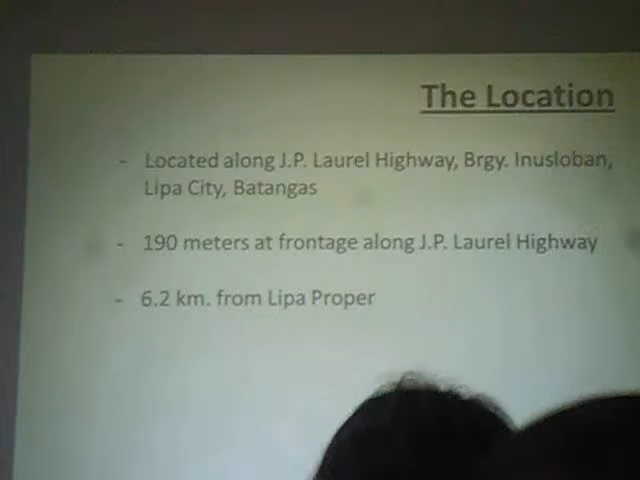 The Location
- Located along J.P. Laurel Highway, Brgy. Inusloban,
Lipa City, Batangas
- 190 meters at frontage along J.P. Laurel Highway
- 6.2 km. from Lipa Proper